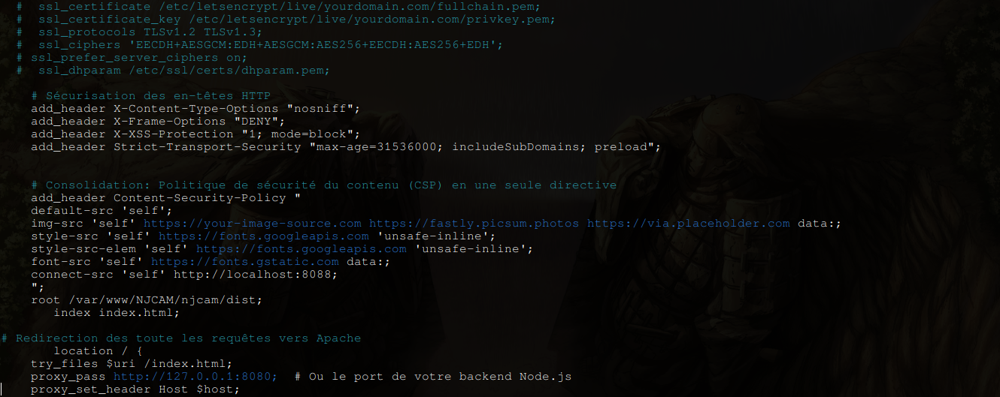 #  ssl_certificate /etc/letsencrypt/live/yourdomain.com/fullchain.pem;
#  ssl_certificate_key /etc/letsencrypt/live/yourdomain.com/privkey.pem;
#  ssl_protocols TLSv1.2 TLSv1.3;
#  ssl_ciphers 'EECDH+AESGCM:EDH+AESGCM:AES256+EECDH:AES256+EDH';
# ssl_prefer_server_ciphers on;
#  ssl_dhparam /etc/ssl/certs/dhparam.pem;
# Sécurisation des en-têtes HTTP
add_header X-Content-Type-Options "nosniff";
add_header X-Frame-Options "DENY";
add_header X-XSS-Protection "1; mode=block";
add_header Strict-Transport-Security "max-age=31536000; includeSubDomains; preload";
# Consolidation: Politique de sécurité du contenu (CSP) en une seule directive
add_header Content-Security-Policy "
default-src 'self';
img-src 'self' https://your-image-source.com https://fastly.picsum.photos https://via.placeholder.com data:;
style-src 'self' https://fonts.googleapis.com 'unsafe-inline';
style-src-elem 'self' https://fonts.googleapis.com 'unsafe-inline';
font-src 'self' https://fonts.gstatic.com data:;
connect-src 'self' http://localhost:8088;
";
root /var/www/NJCAM/njcam/dist;
index index.html;
# Redirection des toute les requêtes vers Apache
location / {
try_files $uri /index.html;
proxy_pass http://127.0.0.1:8080;  # Ou le port de votre backend Node.js
proxy_set_header Host $host;